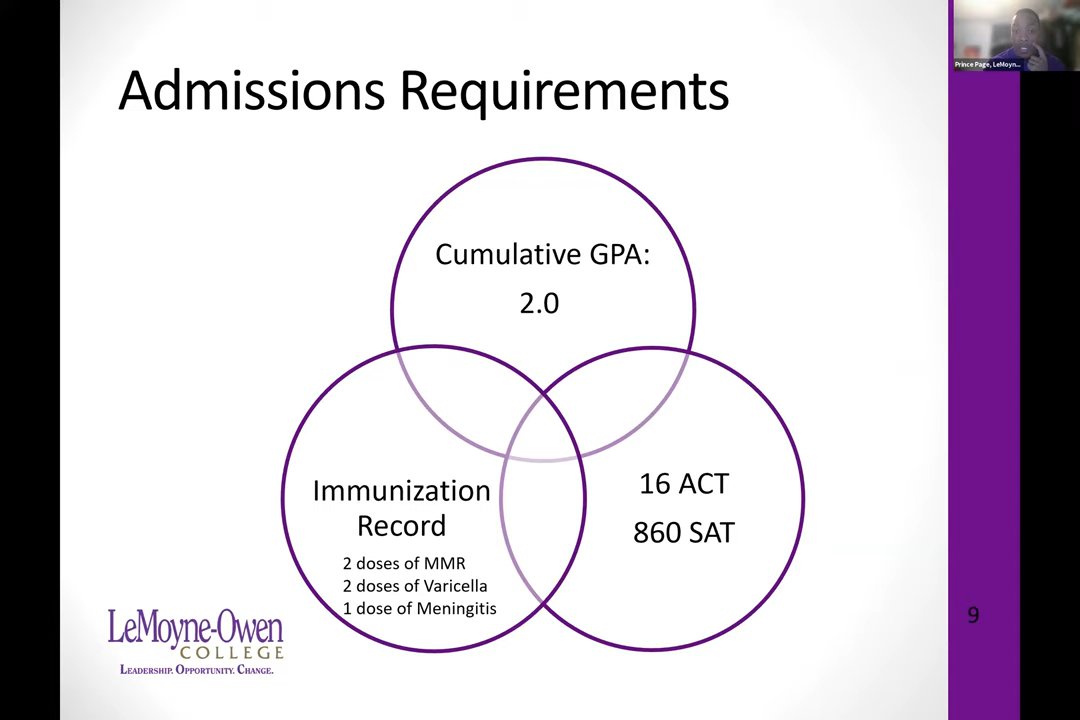 Admissions Requirements
Prince Page, LeMoyn...
Cumulative GPA:
2.0
Immunization
Record
2 doses of MMR
2 doses of Varicella
1 dose of Meningitis
16 ACT
860 SAT
LeMoyne-Owen
COLLEGE
LEADERSHIP. OPPORTUNITY. CHANGE.
9